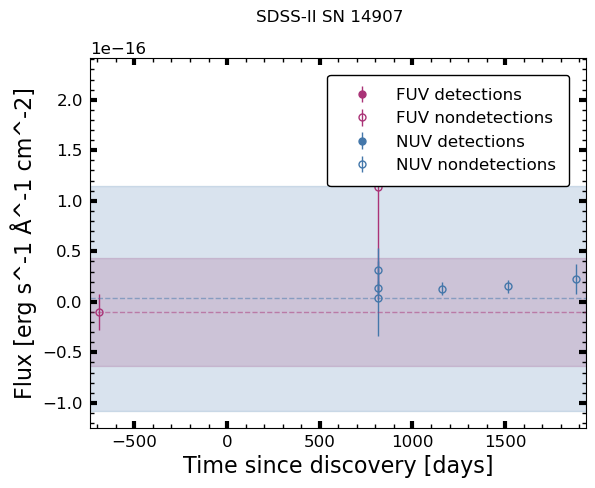 SDSS-II SN 14907
1e−16
FUV detections
FUV nondetections
NUV detections
NUV nondetections
2.0
1.5
1.0
0.5
0.0
−0.5
−1.0
Flux [erg s^-1 Å^-1 cm^-2]
−500 0 500 1000 1500
Time since discovery [days]